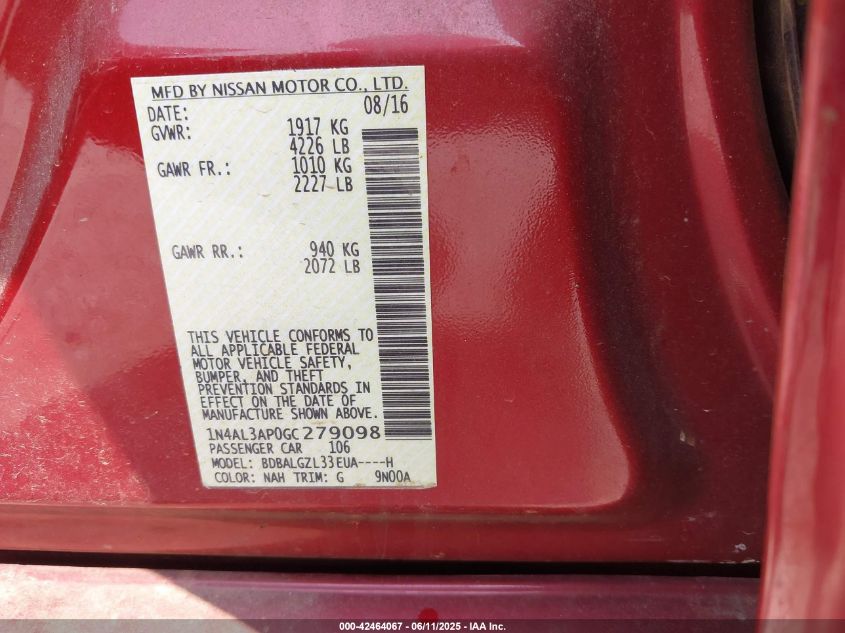 MFD BY NISSAN MOTOR CO., LTD.
DATE: 08/16
GVWR: 1917 KG
4226 LB
GAWR FR.: 1010 KG
2227 LB
GAWR RR.: 940 KG
2072 LB
THIS VEHICLE CONFORMS TO
ALL APPLICABLE FEDERAL
MOTOR VEHICLE SAFETY,
BUMPER, AND THEFT
PREVENTION STANDARDS IN
EFFECT ON THE DATE OF
MANUFACTURE SHOWN ABOVE.
1N4AL3AP0GC279098
PASSENGER CAR 106
MODEL: BDBALGZL33EUA----H
COLOR: NAH TRIM: G 9N00A
000-42464067 - 06/11/2025 - IAA Inc.